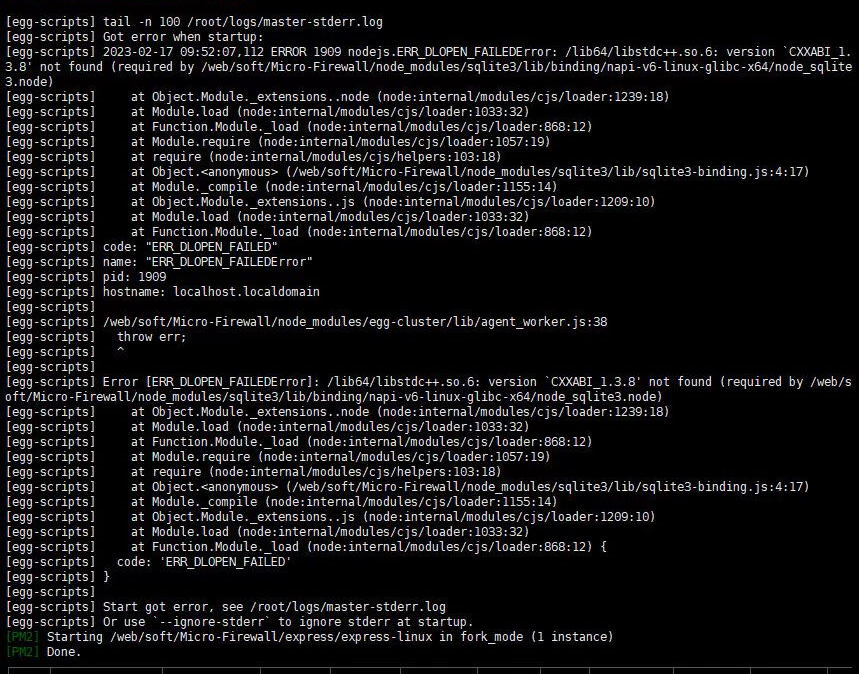 [egg-scripts] tail -n 100 /root/logs/master-stderr.log
[egg-scripts] Got error when startup:
[egg-scripts] 2023-02-17 09:52:07,112 ERROR 1909 nodejs.ERR_DLOPEN_FAILEDError: /lib64/libstdc++.so.6: version `CXXABI_1.
3.8' not found (required by /web/soft/Micro-Firewall/node_modules/sqlite3/lib/binding/napi-v6-linux-glibc-x64/node_sqlite
3.node)
[egg-scripts]     at Object.Module._extensions..node (node:internal/modules/cjs/loader:1239:18)
[egg-scripts]     at Module.load (node:internal/modules/cjs/loader:1033:32)
[egg-scripts]     at Function.Module._load (node:internal/modules/cjs/loader:868:12)
[egg-scripts]     at Module.require (node:internal/modules/cjs/loader:1057:19)
[egg-scripts]     at require (node:internal/modules/cjs/helpers:103:18)
[egg-scripts]     at Object.<anonymous> (/web/soft/Micro-Firewall/node_modules/sqlite3/lib/sqlite3-binding.js:4:17)
[egg-scripts]     at Module._compile (node:internal/modules/cjs/loader:1155:14)
[egg-scripts]     at Object.Module._extensions..js (node:internal/modules/cjs/loader:1209:10)
[egg-scripts]     at Module.load (node:internal/modules/cjs/loader:1033:32)
[egg-scripts]     at Function.Module._load (node:internal/modules/cjs/loader:868:12)
[egg-scripts] code: "ERR_DLOPEN_FAILED"
[egg-scripts] name: "ERR_DLOPEN_FAILEDError"
[egg-scripts] pid: 1909
[egg-scripts] hostname: localhost.localdomain
[egg-scripts]
[egg-scripts] /web/soft/Micro-Firewall/node_modules/egg-cluster/lib/agent_worker.js:38
[egg-scripts]   throw err;
[egg-scripts]   ^
[egg-scripts]
[egg-scripts] Error [ERR_DLOPEN_FAILEDError]: /lib64/libstdc++.so.6: version `CXXABI_1.3.8' not found (required by /web/s
oft/Micro-Firewall/node_modules/sqlite3/lib/binding/napi-v6-linux-glibc-x64/node_sqlite3.node)
[egg-scripts]     at Object.Module._extensions..node (node:internal/modules/cjs/loader:1239:18)
[egg-scripts]     at Module.load (node:internal/modules/cjs/loader:1033:32)
[egg-scripts]     at Function.Module._load (node:internal/modules/cjs/loader:868:12)
[egg-scripts]     at Module.require (node:internal/modules/cjs/loader:1057:19)
[egg-scripts]     at require (node:internal/modules/cjs/helpers:103:18)
[egg-scripts]     at Object.<anonymous> (/web/soft/Micro-Firewall/node_modules/sqlite3/lib/sqlite3-binding.js:4:17)
[egg-scripts]     at Module._compile (node:internal/modules/cjs/loader:1155:14)
[egg-scripts]     at Object.Module._extensions..js (node:internal/modules/cjs/loader:1209:10)
[egg-scripts]     at Module.load (node:internal/modules/cjs/loader:1033:32)
[egg-scripts]     at Function.Module._load (node:internal/modules/cjs/loader:868:12) {
[egg-scripts]   code: 'ERR_DLOPEN_FAILED'
[egg-scripts] }
[egg-scripts]
[egg-scripts] Start got error, see /root/logs/master-stderr.log
[egg-scripts] Or use `--ignore-stderr` to ignore stderr at startup.
[PM2] Starting /web/soft/Micro-Firewall/express/express-linux in fork_mode (1 instance)
[PM2] Done.